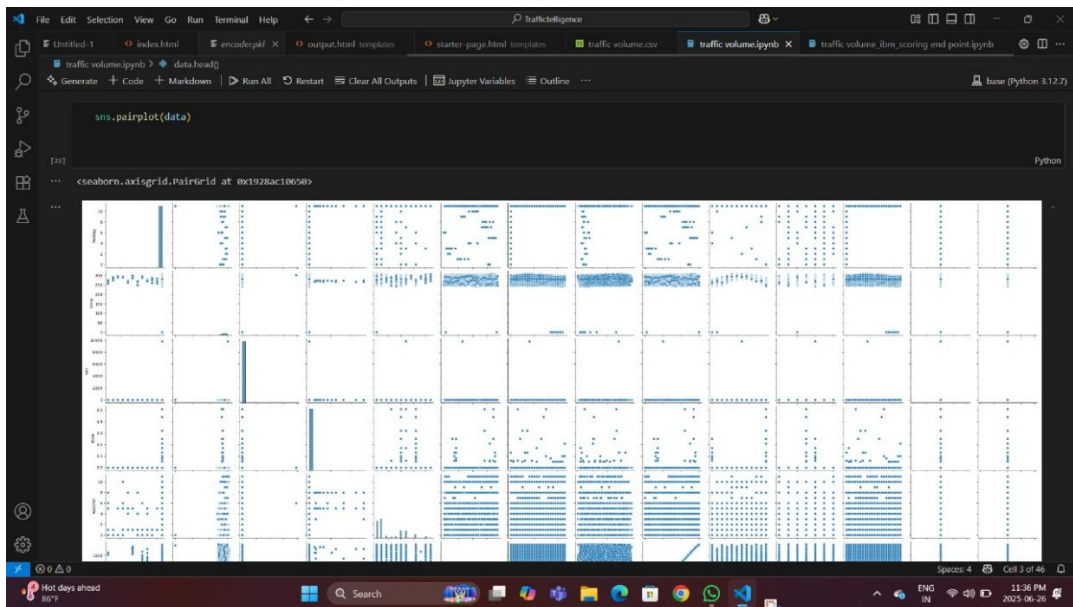 File Edit Selection View Go Run Terminal Help
Traffictelligence
Untitled-1
index.html
encoder.pkl
output.html templates
starter-page.html templates
traffic volume.csv
traffic volume.ipynb
traffic volume_ibm_scoring end point.ipynb
traffic volume.ipynb > data.head()
Generate + Code + Markdown | Run All Restart Clear All Outputs | Jupyter Variables Outline ...
base (Python 3.12.7)
sns.pairplot(data)
Python
<seaborn.axisgrid.PairGrid at 0x1928ac10650>
0 0
Spaces: 4
Cell 3 of 46
Hot days ahead
86°F
Search
ENG
IN
11:36 PM
2025-06-26